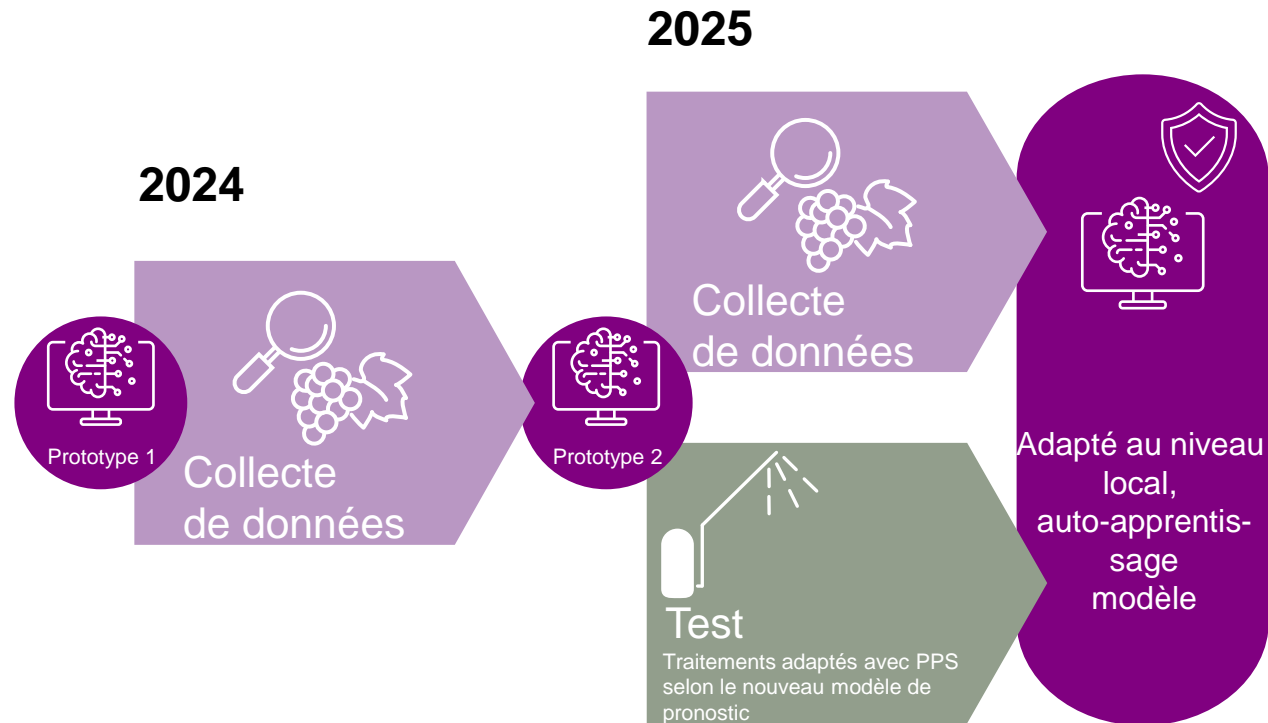 2024
Prototype 1
Collecte
de données
Prototype 2
2025
Collecte
de données
Test
Traitements adaptés avec PPS
selon le nouveau modèle de
pronostic
Adapté au niveau
local,
auto-apprentis-
sage
modèle